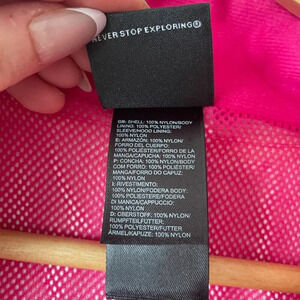 NEVER STOP EXPLORING
GB: SHELL: 100% NYLON/BODY
LINING: 100% POLYESTER/
SLEEVE/HOOD LINING:
100% NYLON
E: ARMAZÓN: 100% NYLON/
FORRO DEL CUERPO:
100% POLIÉSTER/FORRO DE LA
MANGA/CAPUCHA: 100% NYLON
P: CONCHA: 100% NYLON/CORPO
COM FORRO: 100% POLIÉSTER/
MANGA/FORRO DO CAPUZ:
100% NYLON
I: RIVESTIMENTO:
100% NYLON/FODERA BODY:
100% POLIESTERE/FODERA
DI MANICA/CAPPUCCIO:
100% NYLON
D: OBERSTOFF: 100% NYLON/
RUMPFTEILFUTTER:
100% POLYESTER/FUTTER
ÄRMEL/KAPUZE: 100% NYLON